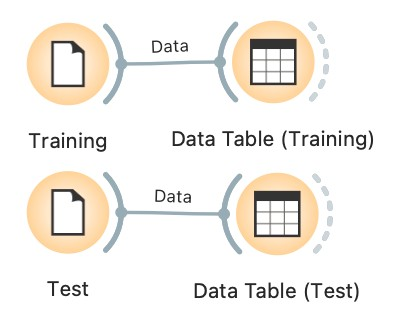 Data
Training
Data Table (Training)
Data
Test
Data Table (Test)